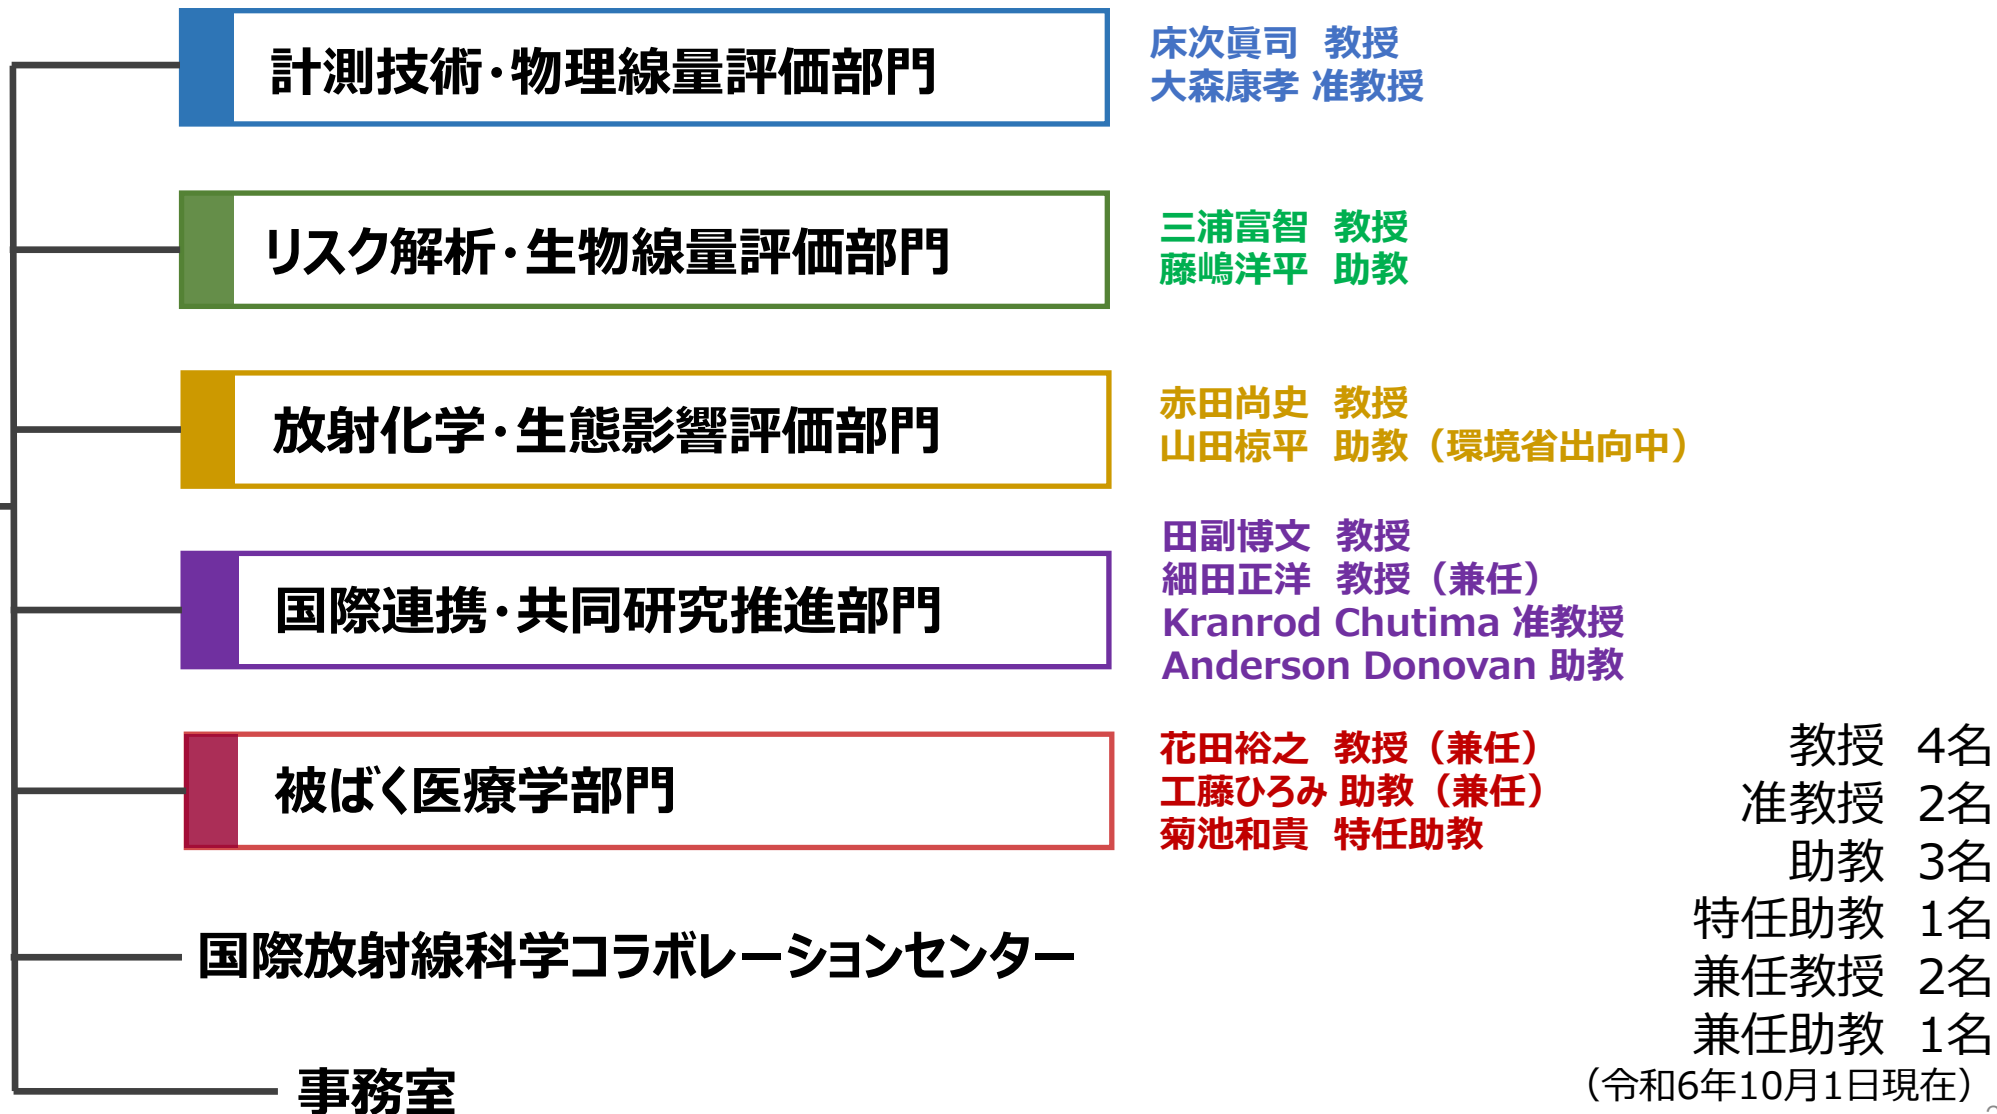 計測技術・物理線量評価部門
床次眞司 教授
大森康孝 准教授
リスク解析・生物線量評価部門
三浦富智 教授
藤嶋洋平 助教
放射化学・生態影響評価部門
赤田尚史 教授
山田椋平 助教（環境省出向中）
国際連携・共同研究推進部門
田副博文 教授
細田正洋 教授（兼任）
Kranrod Chutima 准教授
Anderson Donovan 助教
被ばく医療学部門
花田裕之 教授（兼任）
工藤ひろみ 助教（兼任）
菊池和貴 特任助教
国際放射線科学コラボレーションセンター
事務室
教授 4名
准教授 2名
助教 3名
特任助教 1名
兼任教授 2名
兼任助教 1名
（令和6年10月1日現在）